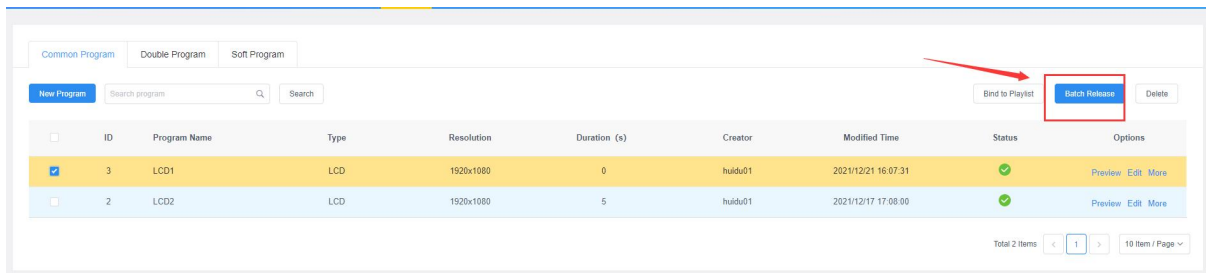 Common Program Double Program Soft Program
New Program Search program Search Bind to Playlist Batch Release Delete
ID Program Name Type Resolution Duration (s) Creator Modified Time Status Options
3 LCD1 LCD 1920x1080 0 huidu01 2021/12/21 16:07:31 Preview Edit More
2 LCD2 LCD 1920x1080 5 huidu01 2021/12/17 17:08:00 Preview Edit More
Total 2 Items < 1 > 10 Item / Page